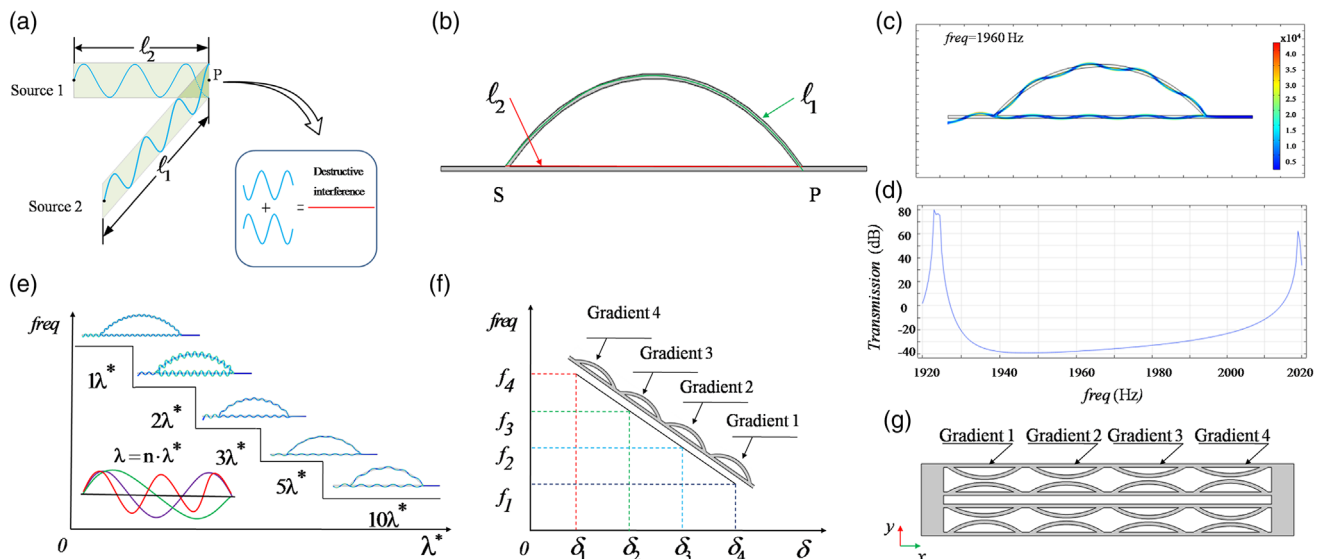 (a)
ℓ2
P
Source 1
ℓ1
Source 2
Destructive
interference
+
=
(b)
ℓ2
ℓ1
S
P
(c)
freq=1960 Hz
x10⁴
4.0
3.5
3.0
2.5
2.0
1.5
1.0
0.5
(d)
Transmission (dB)
80
60
40
20
0
-20
-40
1920
1940
1960
1980
2000
2020
freq (Hz)
(e)
freq
1λ*
2λ*
λ=n·λ*
3λ*
5λ*
10λ*
0
λ*
(f)
freq
Gradient 4
Gradient 3
Gradient 2
Gradient 1
f4
f3
f2
f1
0
δ1
δ2
δ3
δ4
δ
(g)
Gradient 1
Gradient 2
Gradient 3
Gradient 4
y
x